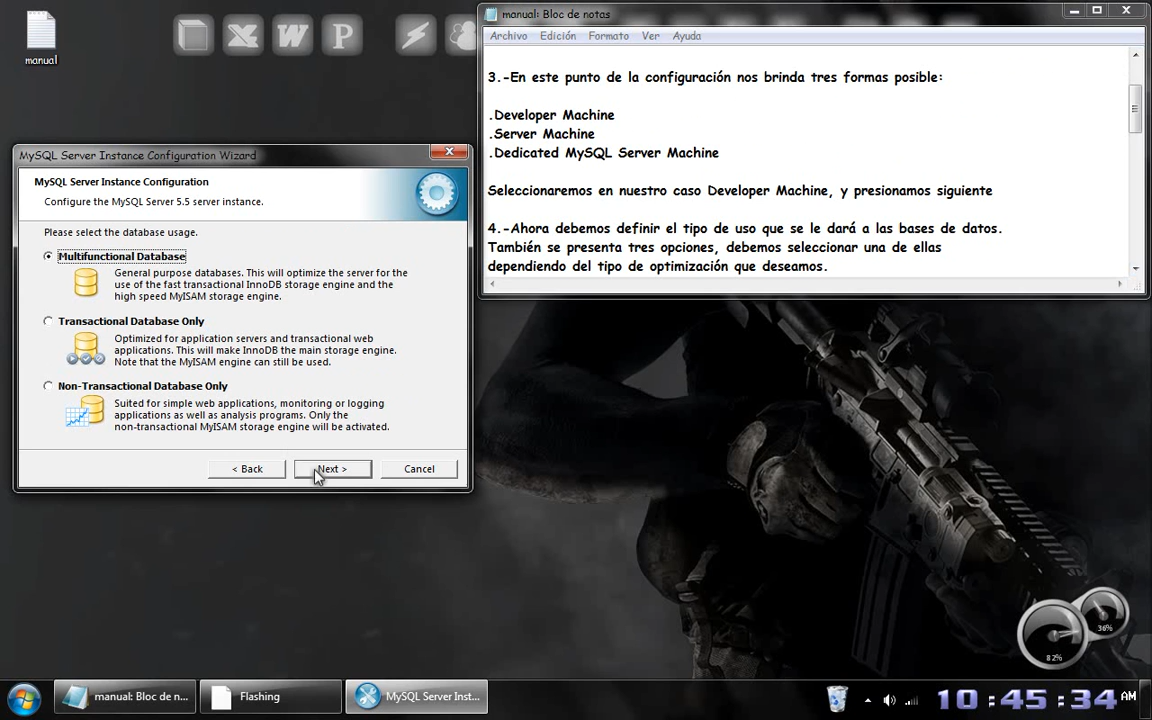 manual
manual: Bloc de notas
Archivo Edición Formato Ver Ayuda
3.-En este punto de la configuración nos brinda tres formas posible:
.Developer Machine
.Server Machine
.Dedicated MySQL Server Machine
Seleccionaremos en nuestro caso Developer Machine, y presionamos siguiente
4.-Ahora debemos definir el tipo de uso que se le dará a las bases de datos.
También se presenta tres opciones, debemos seleccionar una de ellas
dependiendo del tipo de optimización que deseamos.
MySQL Server Instance Configuration Wizard
MySQL Server Instance Configuration
Configure the MySQL Server 5.5 server instance.
Please select the database usage.
Multifunctional Database
General purpose databases. This will optimize the server for the
use of the fast transactional InnoDB storage engine and the
high speed MyISAM storage engine.
Transactional Database Only
Optimized for application servers and transactional web
applications. This will make InnoDB the main storage engine.
Note that the MyISAM engine can still be used.
Non-Transactional Database Only
Suited for simple web applications, monitoring or logging
applications as well as analysis programs. Only the
non-transactional MyISAM storage engine will be activated.
< Back Next > Cancel
82% 36%
manual: Bloc de n... Flashing MySQL Server Inst... 10:45:34 AM